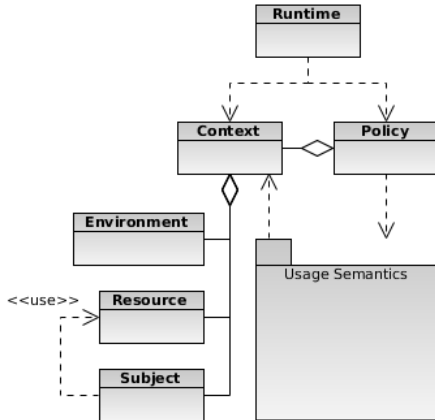 Runtime
Context
Policy
Environment
Usage Semantics
<<use>>
Resource
Subject